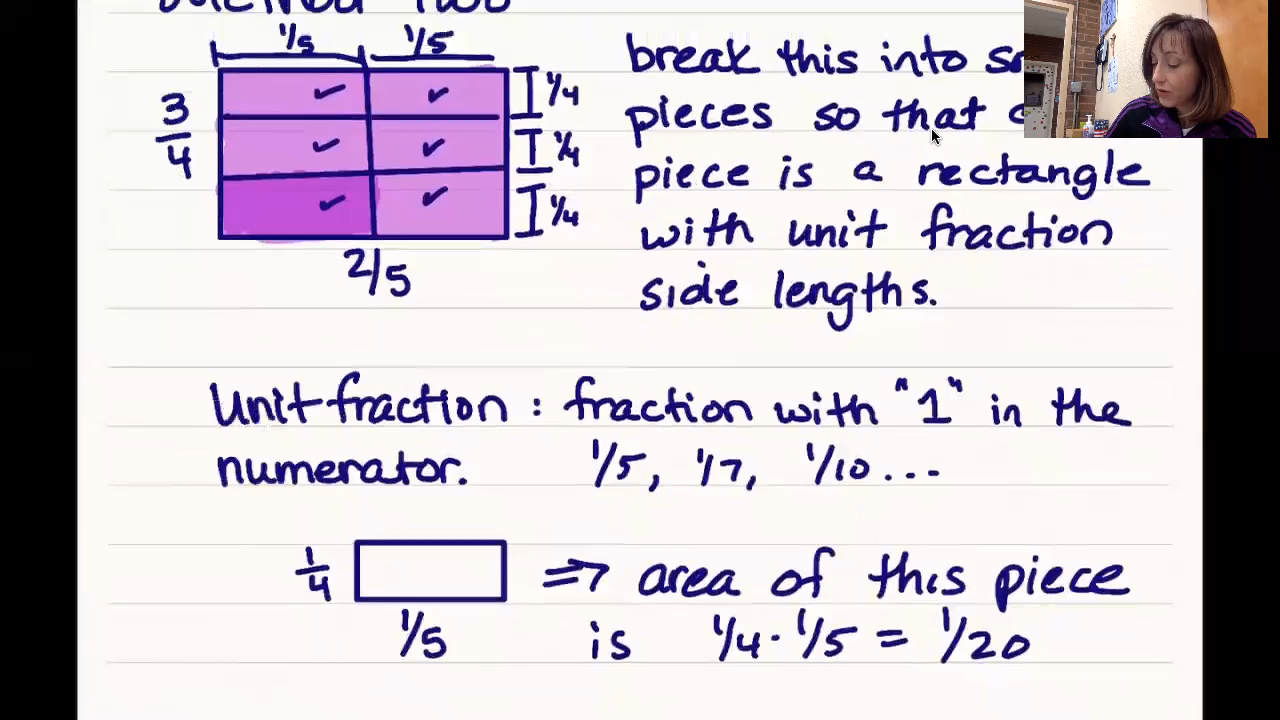 Method Two
1/5 1/5
break this into
3/4
1/4
pieces so that
1/4
piece is a rectangle
1/4
with unit fraction
2/5
side lengths.
Unit fraction : fraction with "1" in the
numerator. 1/5, 1/7, 1/10...
1/4 ⇒ area of this piece
1/5 is 1/4 · 1/5 = 1/20